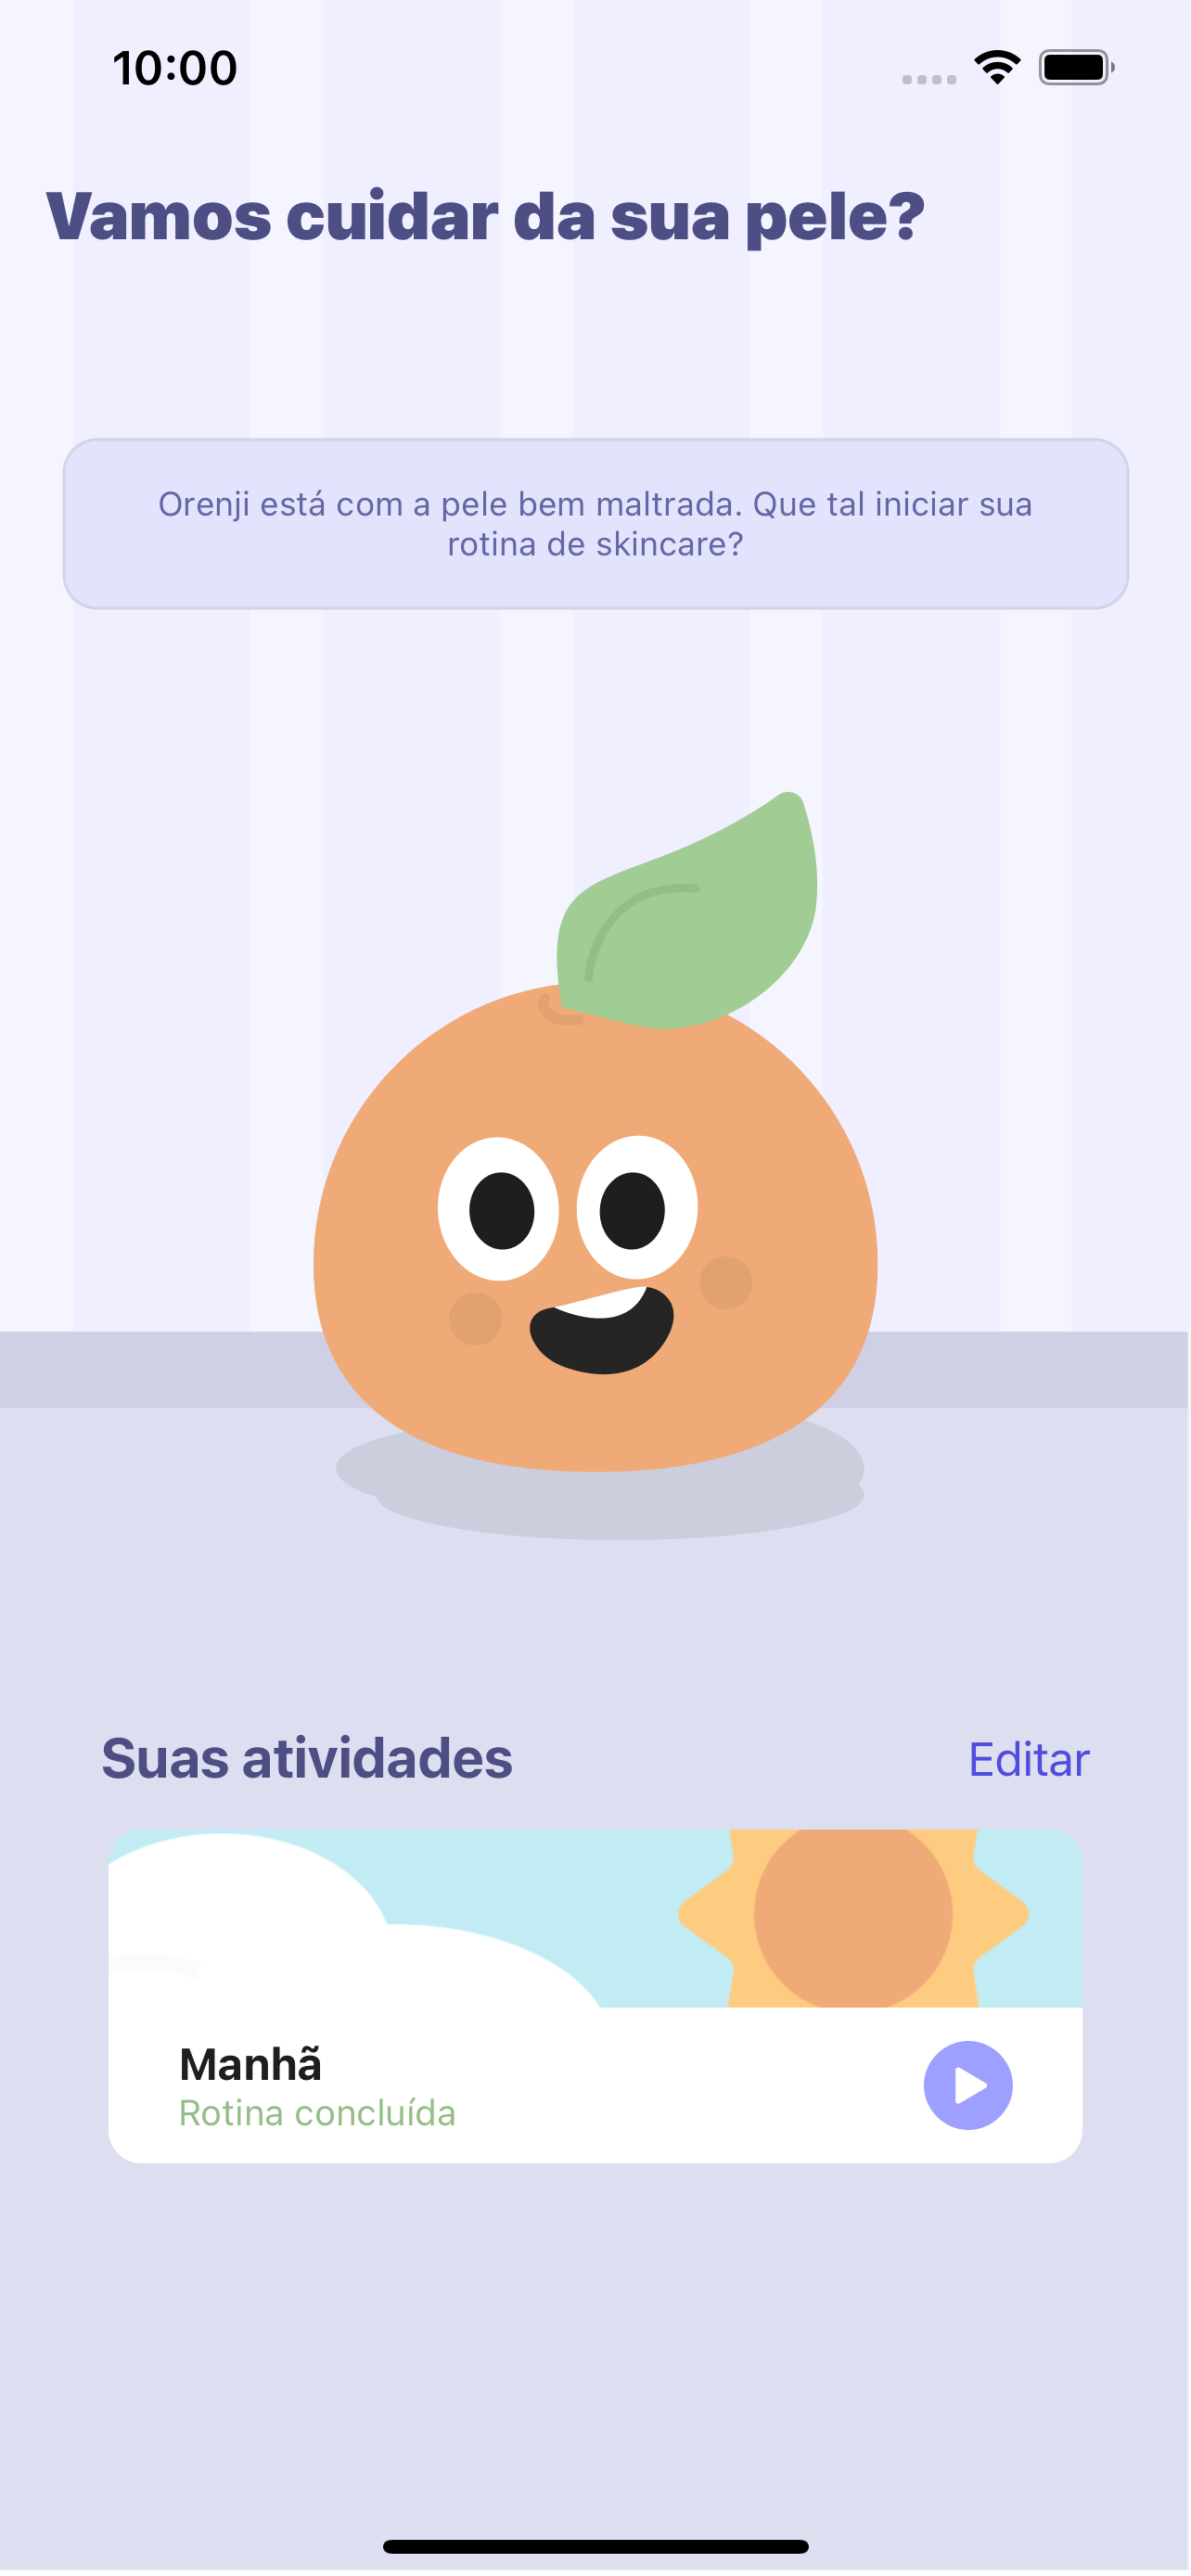 10:00
Vamos cuidar da sua pele?
Orenji está com a pele bem maltrada. Que tal iniciar sua
rotina de skincare?
Suas atividades
Editar
Manhã
Rotina concluída